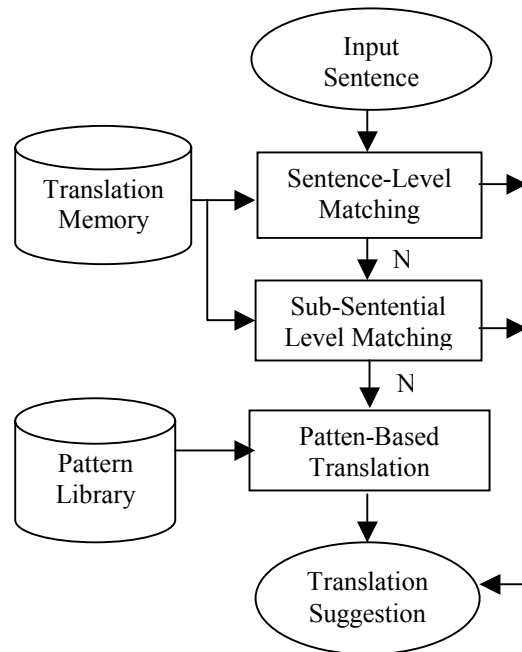 Input
Sentence
Translation
Memory
Sentence-Level
Matching
N
Sub-Sentential
Level Matching
N
Pattern
Library
Patten-Based
Translation
Translation
Suggestion